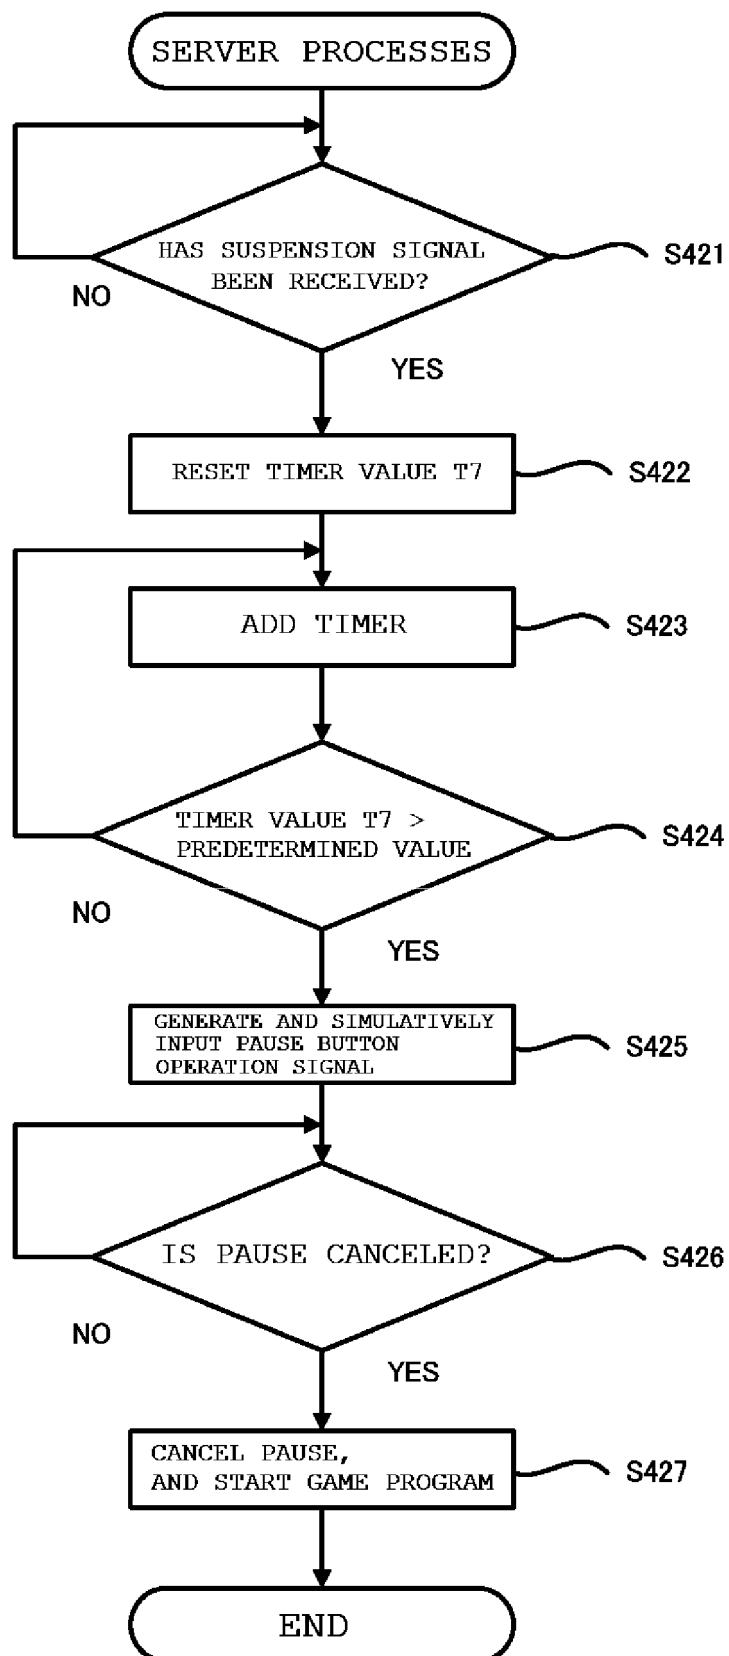 SERVER PROCESSES
HAS SUSPENSION SIGNAL
BEEN RECEIVED?
S421
NO
YES
RESET TIMER VALUE T7
S422
ADD TIMER
S423
TIMER VALUE T7 >
PREDETERMINED VALUE
S424
NO
YES
GENERATE AND SIMULATIVELY
INPUT PAUSE BUTTON
OPERATION SIGNAL
S425
IS PAUSE CANCELED?
S426
NO
YES
CANCEL PAUSE,
AND START GAME PROGRAM
S427
END